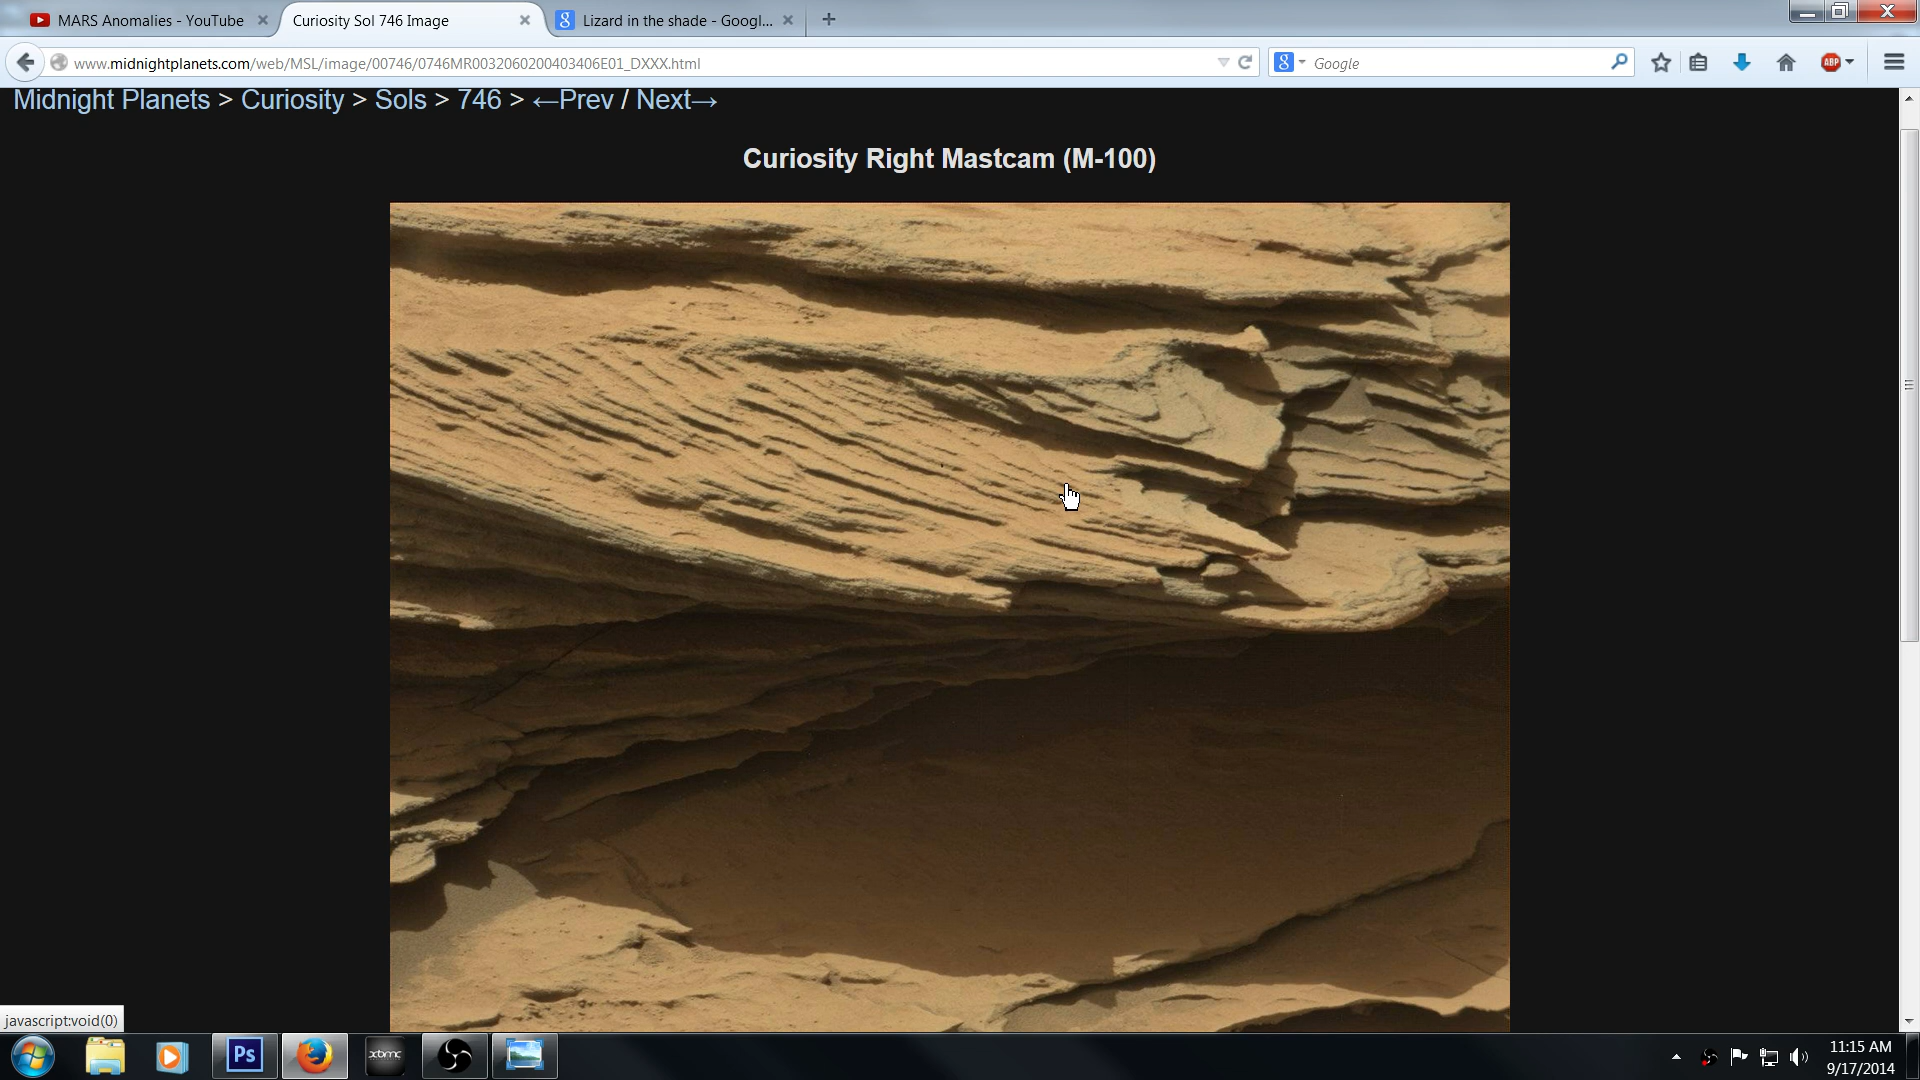 MARS Anomalies - YouTube
Curiosity Sol 746 Image
Lizard in the shade - Googl...
www.midnightplanets.com/web/MSL/image/00746/0746MR0032060200403406E01_DXXX.html
Google
ABP
Midnight Planets > Curiosity > Sols > 746 > ←Prev / Next→
Curiosity Right Mastcam (M-100)
javascript:void(0)
Ps
xbmc
11:15 AM
9/17/2014